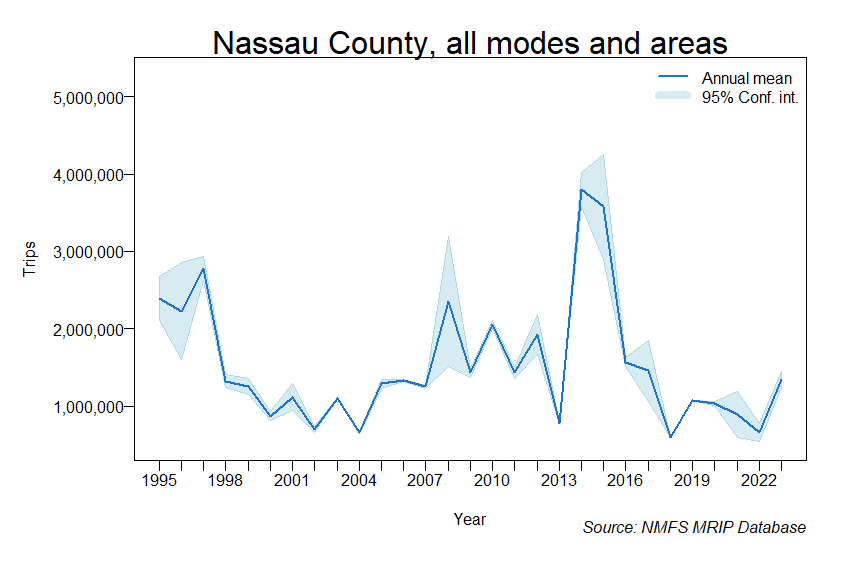 Nassau County, all modes and areas
Annual mean
95% Conf. int.
5,000,000
4,000,000
3,000,000
2,000,000
1,000,000
Trips
1995 1998 2001 2004 2007 2010 2013 2016 2019 2022
Year
Source: NMFS MRIP Database